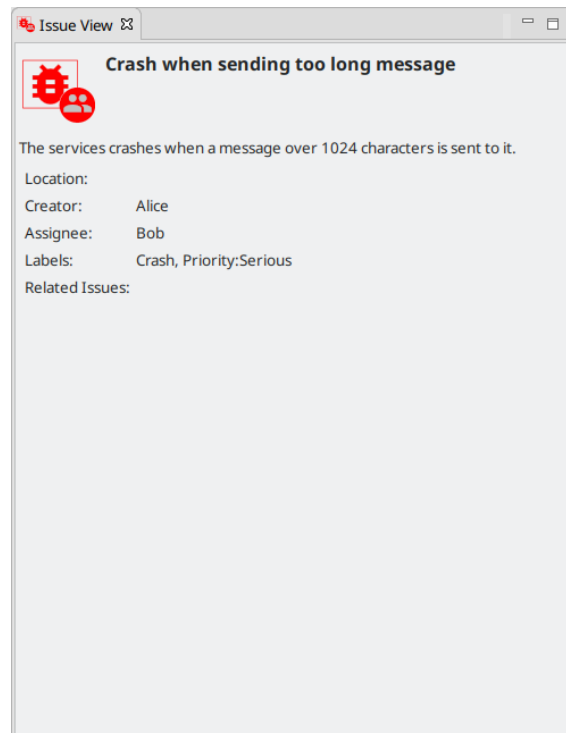 Issue View
Crash when sending too long message
The services crashes when a message over 1024 characters is sent to it.
Location:
Creator: Alice
Assignee: Bob
Labels: Crash, Priority:Serious
Related Issues: